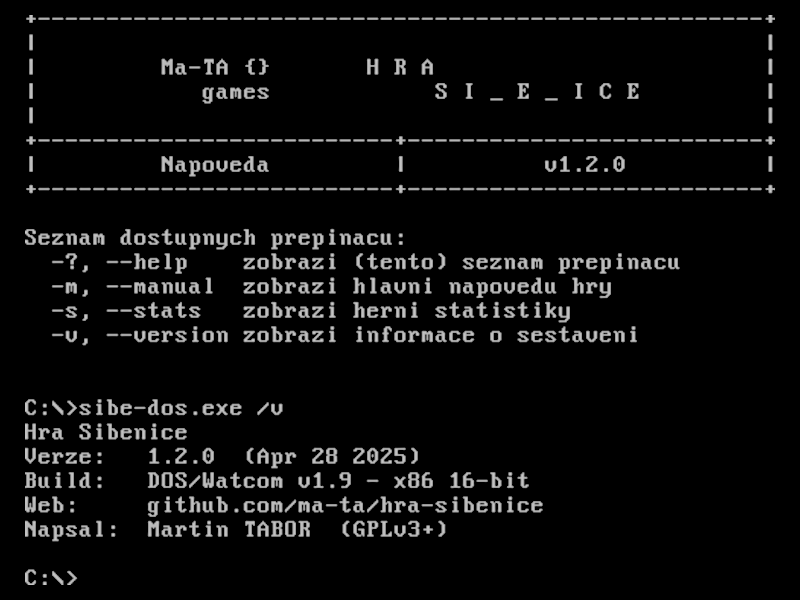 +-----------------------------------------------------+
|                                                     |
|         Ma-TA {}       H R A                        |
|            games            S I _ E _ I C E         |
|                                                     |
+--------------------------+--------------------------+
|         Napoveda         |          v1.2.0          |
+--------------------------+--------------------------+
Seznam dostupnych prepinacu:
  -?, --help    zobrazi (tento) seznam prepinacu
  -m, --manual  zobrazi hlavni napovedu hry
  -s, --stats   zobrazi herni statistiky
  -v, --version zobrazi informace o sestaveni
C:\>sibe-dos.exe /v
Hra Sibenice
Verze:   1.2.0  (Apr 28 2025)
Build:   DOS/Watcom v1.9 - x86 16-bit
Web:     github.com/ma-ta/hra-sibenice
Napsal:  Martin TABOR  (GPLv3+)
C:\>